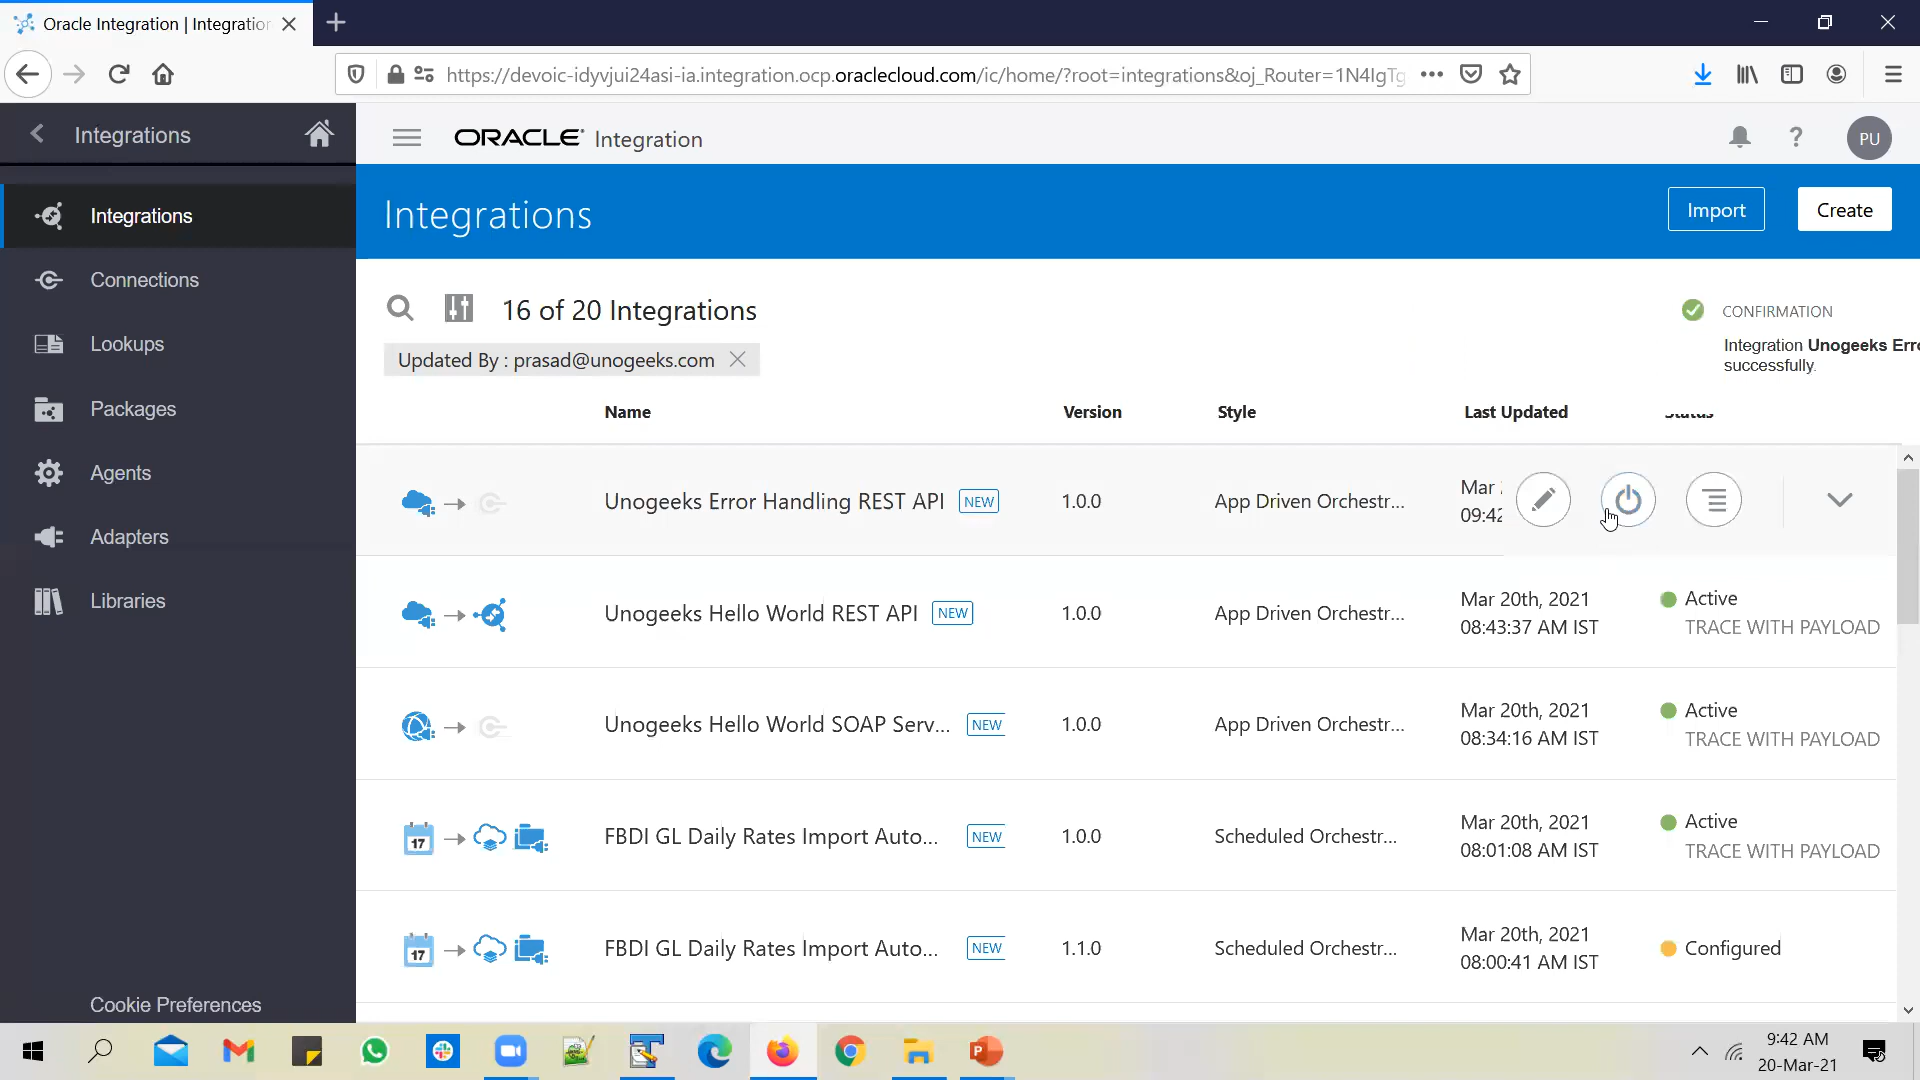 Oracle Integration | Integration
https://devoic-idyvjui24asi-ia.integration.ocp.oraclecloud.com/ic/home/?root=integrations&oj_Router=1N4IgTg
Integrations
ORACLE Integration
PU
Integrations
Connections
Lookups
Packages
Agents
Adapters
Libraries
Cookie Preferences
Integrations
Import
Create
16 of 20 Integrations
Updated By : prasad@unogeeks.com
CONFIRMATION
Integration Unogeeks Erro
successfully.
Name Version Style Last Updated Status
Unogeeks Error Handling REST API NEW 1.0.0 App Driven Orchestr... Mar
09:42
Unogeeks Hello World REST API NEW 1.0.0 App Driven Orchestr... Mar 20th, 2021 Active
08:43:37 AM IST TRACE WITH PAYLOAD
Unogeeks Hello World SOAP Serv... NEW 1.0.0 App Driven Orchestr... Mar 20th, 2021 Active
08:34:16 AM IST TRACE WITH PAYLOAD
17 FBDI GL Daily Rates Import Auto... NEW 1.0.0 Scheduled Orchestr... Mar 20th, 2021 Active
08:01:08 AM IST TRACE WITH PAYLOAD
17 FBDI GL Daily Rates Import Auto... NEW 1.1.0 Scheduled Orchestr... Mar 20th, 2021 Configured
08:00:41 AM IST
9:42 AM
20-Mar-21